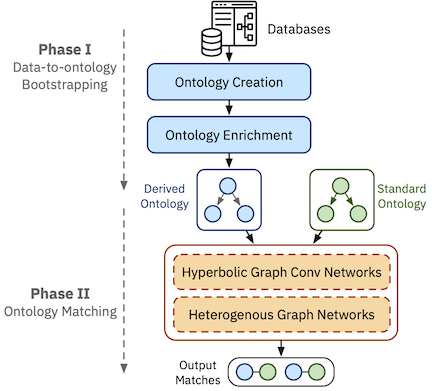 Databases
Phase I
Data-to-ontology
Bootstrapping
Ontology Creation
Ontology Enrichment
Derived
Ontology
Standard
Ontology
Phase II
Ontology Matching
Hyperbolic Graph Conv Networks
Heterogenous Graph Networks
Output
Matches